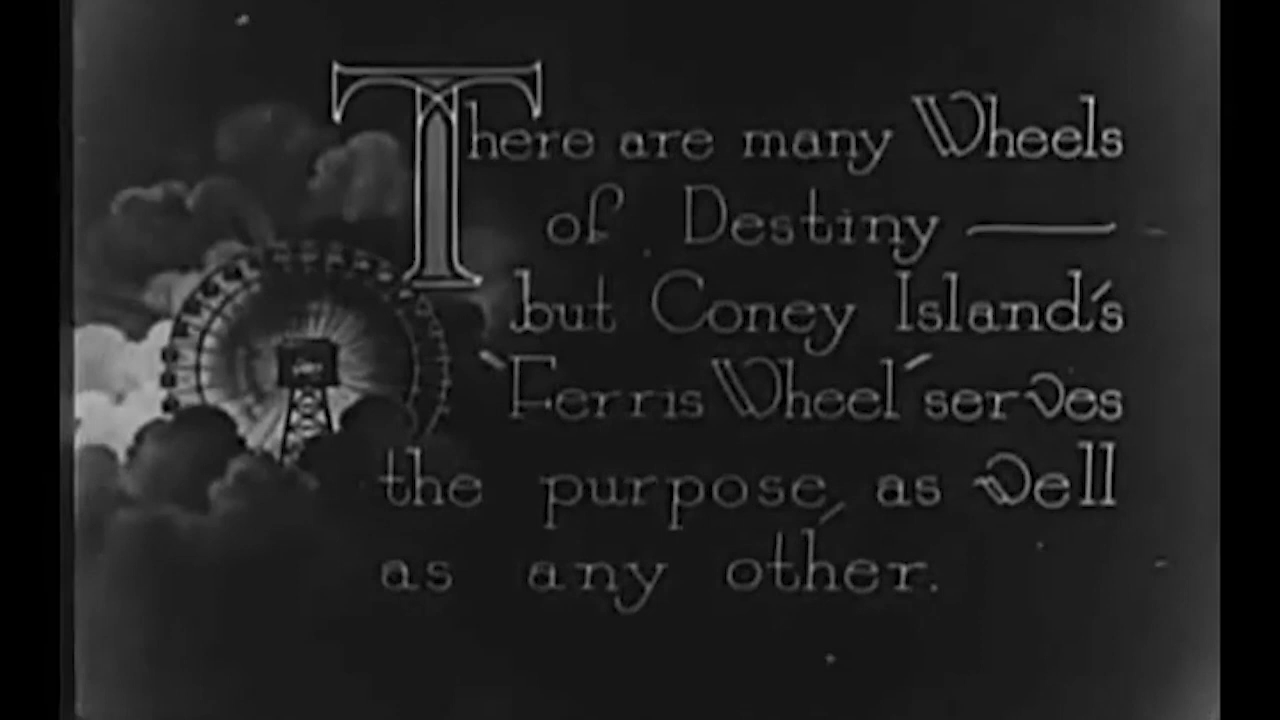 There are many Wheels
of Destiny —
but Coney Island's
"Ferris Wheel" serves
the purpose, as well
as any other.